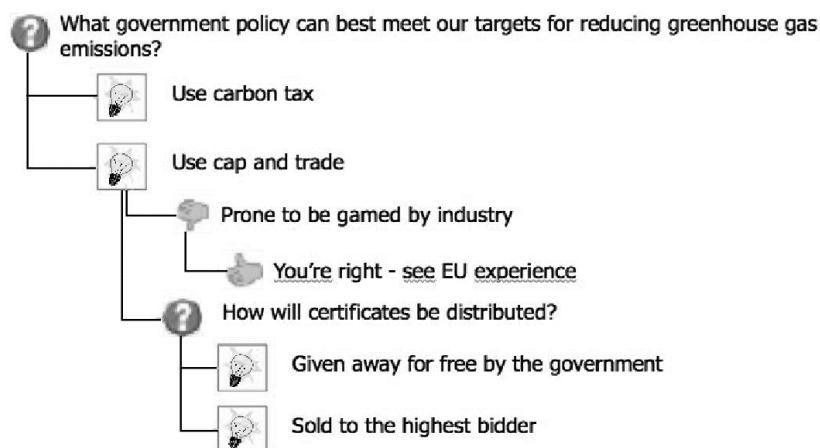 What government policy can best meet our targets for reducing greenhouse gas
emissions?
Use carbon tax
Use cap and trade
Prone to be gamed by industry
You're right - see EU experience
How will certificates be distributed?
Given away for free by the government
Sold to the highest bidder